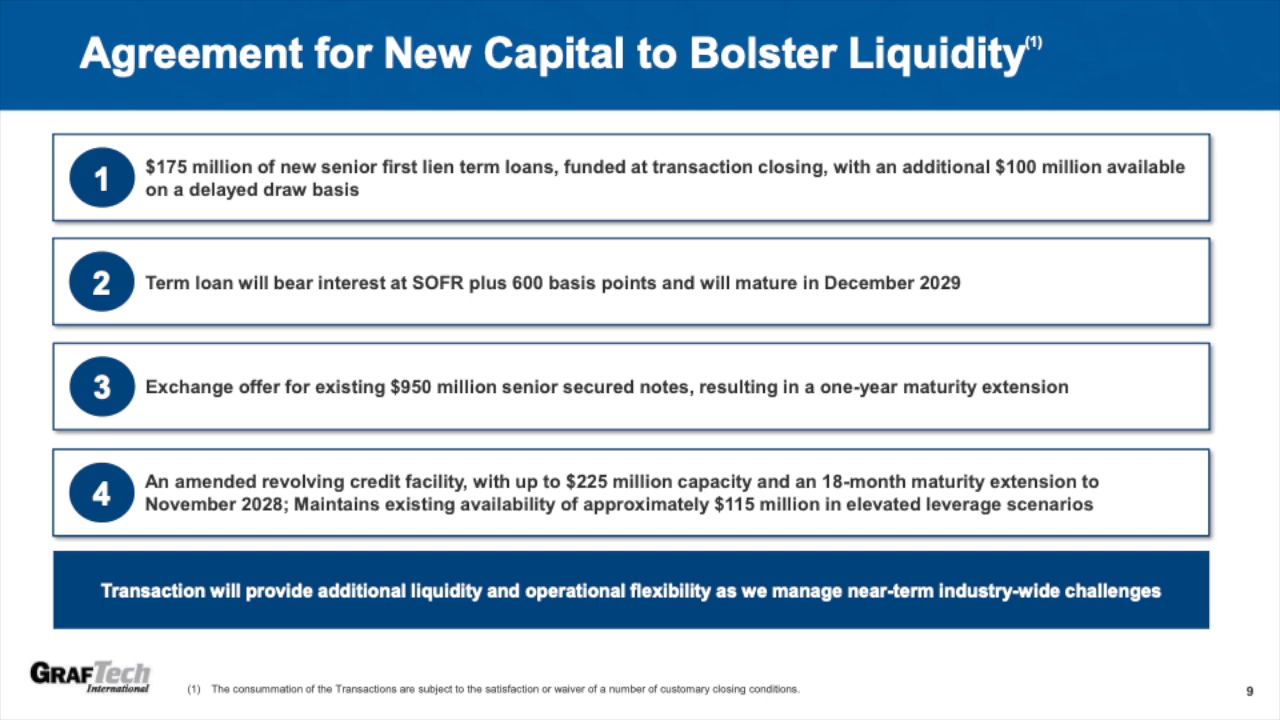 Agreement for New Capital to Bolster Liquidity(1)
1
$175 million of new senior first lien term loans, funded at transaction closing, with an additional $100 million available
on a delayed draw basis
2
Term loan will bear interest at SOFR plus 600 basis points and will mature in December 2029
3
Exchange offer for existing $950 million senior secured notes, resulting in a one-year maturity extension
4
An amended revolving credit facility, with up to $225 million capacity and an 18-month maturity extension to
November 2028; Maintains existing availability of approximately $115 million in elevated leverage scenarios
Transaction will provide additional liquidity and operational flexibility as we manage near-term industry-wide challenges
GRAFTech
International
(1) The consummation of the Transactions are subject to the satisfaction or waiver of a number of customary closing conditions.
9